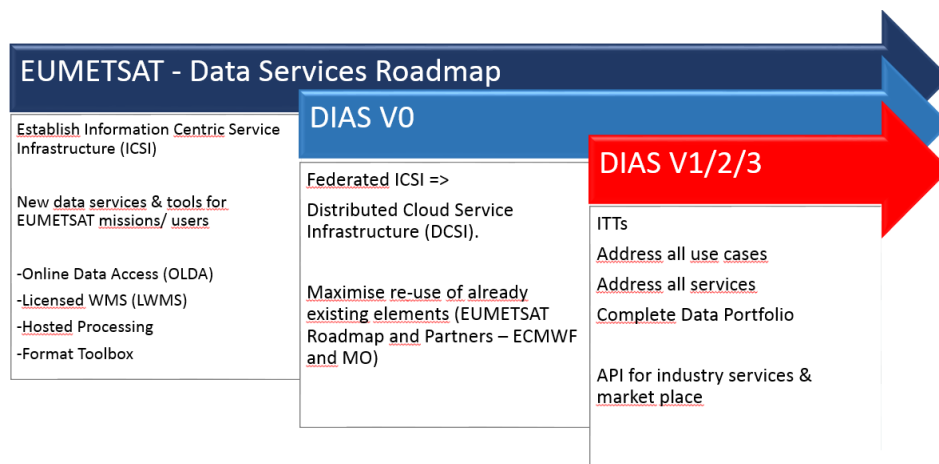 EUMETSAT - Data Services Roadmap
Establish Information Centric Service
Infrastructure (ICSI)
New data services & tools for
EUMETSAT missions/ users
-Online Data Access (OLDA)
-Licensed WMS (LWMS)
-Hosted Processing
-Format Toolbox
DIAS V0
Federated ICSI =>
Distributed Cloud Service
Infrastructure (DCSI).
Maximise re-use of already
existing elements (EUMETSAT
Roadmap and Partners – ECMWF
and MO)
DIAS V1/2/3
ITTs
Address all use cases
Address all services
Complete Data Portfolio
API for industry services &
market place